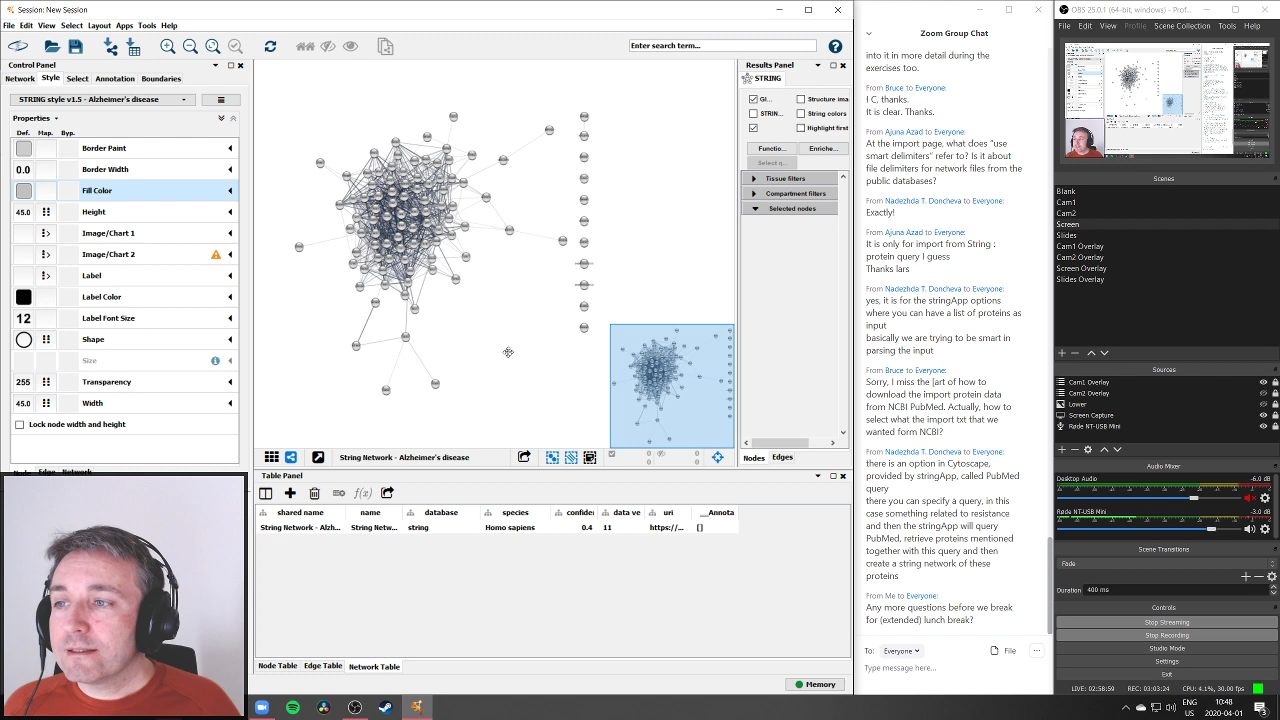 Session: New Session
File Edit View Select Layout Apps Tools Help
Enter search term...
Control Panel
Network Style Select Annotation Boundaries
STRING style v1.5 - Alzheimer's disease
Properties
Def. Map. Byp.
Border Paint
0.0 Border Width
Fill Color
45.0 Height
Image/Chart 1
Image/Chart 2
Label
Label Color
12 Label Font Size
Shape
Size
255 Transparency
45.0 Width
Lock node width and height
String Network - Alzheimer's disease
Results Panel
STRING
Gl... Structure ima
STRIN... String colors
Highlight first
Functio... Enriche...
Select q...
Tissue filters
Compartment filters
Selected nodes
Nodes Edges
Table Panel
f(x)
shared name name database species confide data ve uri __Annota
String Network - Alzh... String Netw... string Homo sapiens 0.4 11 https://... []
Node Table Edge Table Network Table
Memory
Zoom Group Chat
into it in more detail during the
exercises too.
From Bruce to Everyone:
I C, thanks.
It is clear. Thanks.
From Ajuna Azad to Everyone:
At the import page, what does "use
smart delimiters" refer to? Is it about
file delimiters for network files from the
public databases?
From Nadezhda T. Doncheva to Everyone:
Exactly!
From Ajuna Azad to Everyone:
It is only for import from String :
protein query I guess
Thanks lars
From Nadezhda T. Doncheva to Everyone:
yes, it is for the stringApp options
where you can have a list of proteins as
input
basically we are trying to be smart in
parsing the input
From Bruce to Everyone:
Sorry, I miss the [art of how to
download the import protein data
from NCBI PubMed. Actually, how to
select what the import txt that we
wanted form NCBI?
From Nadezhda T. Doncheva to Everyone:
there is an option in Cytoscape,
provided by stringApp, called PubMed
query
there you can specify a query, in this
case something related to resistance
and then the stringApp will query
PubMed, retrieve proteins mentioned
together with this query and then
create a string network of these
proteins
From Me to Everyone:
Any more questions before we break
for (extended) lunch break?
To: Everyone File
Type message here...
OBS 25.0.1 (64-bit, windows) - Prof...
File Edit View Profile Scene Collection Tools Help
Scenes
Blank
Cam1
Cam2
Screen
Slides
Cam1 Overlay
Cam2 Overlay
Screen Overlay
Slides Overlay
Sources
Cam1 Overlay
Cam2 Overlay
Lower
Screen Capture
Røde NT-USB Mini
Audio Mixer
Desktop Audio -6.0 dB
Røde NT-USB Mini -3.0 dB
Scene Transitions
Fade
Duration 400 ms
Controls
Stop Streaming
Stop Recording
Studio Mode
Settings
Exit
LIVE: 02:58:59 REC: 03:03:24 CPU: 4.1%, 30.00 fps
ENG 10:48
US 2020-04-01